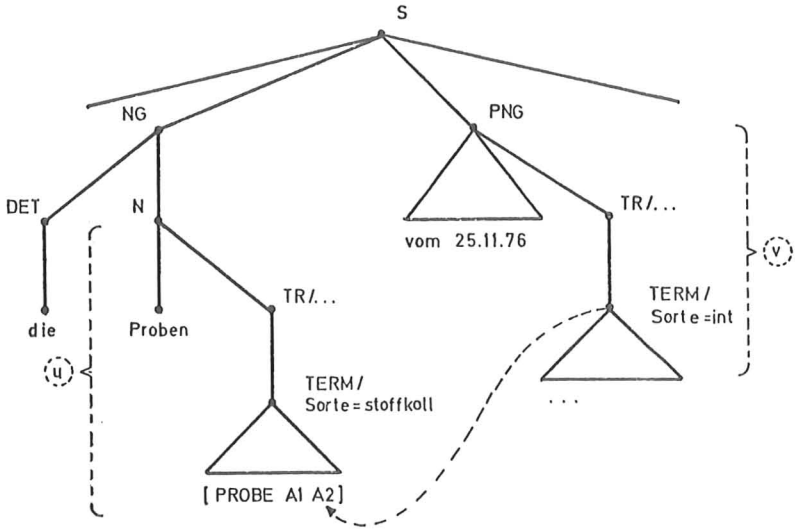 S
NG
PNG
DET
N
TR/...
vom 25.11.76
v
TR/...
TERM/
Sorte=int
die
Proben
u
TERM/
Sorte=stoffkoll
...
[PROBE A1 A2]